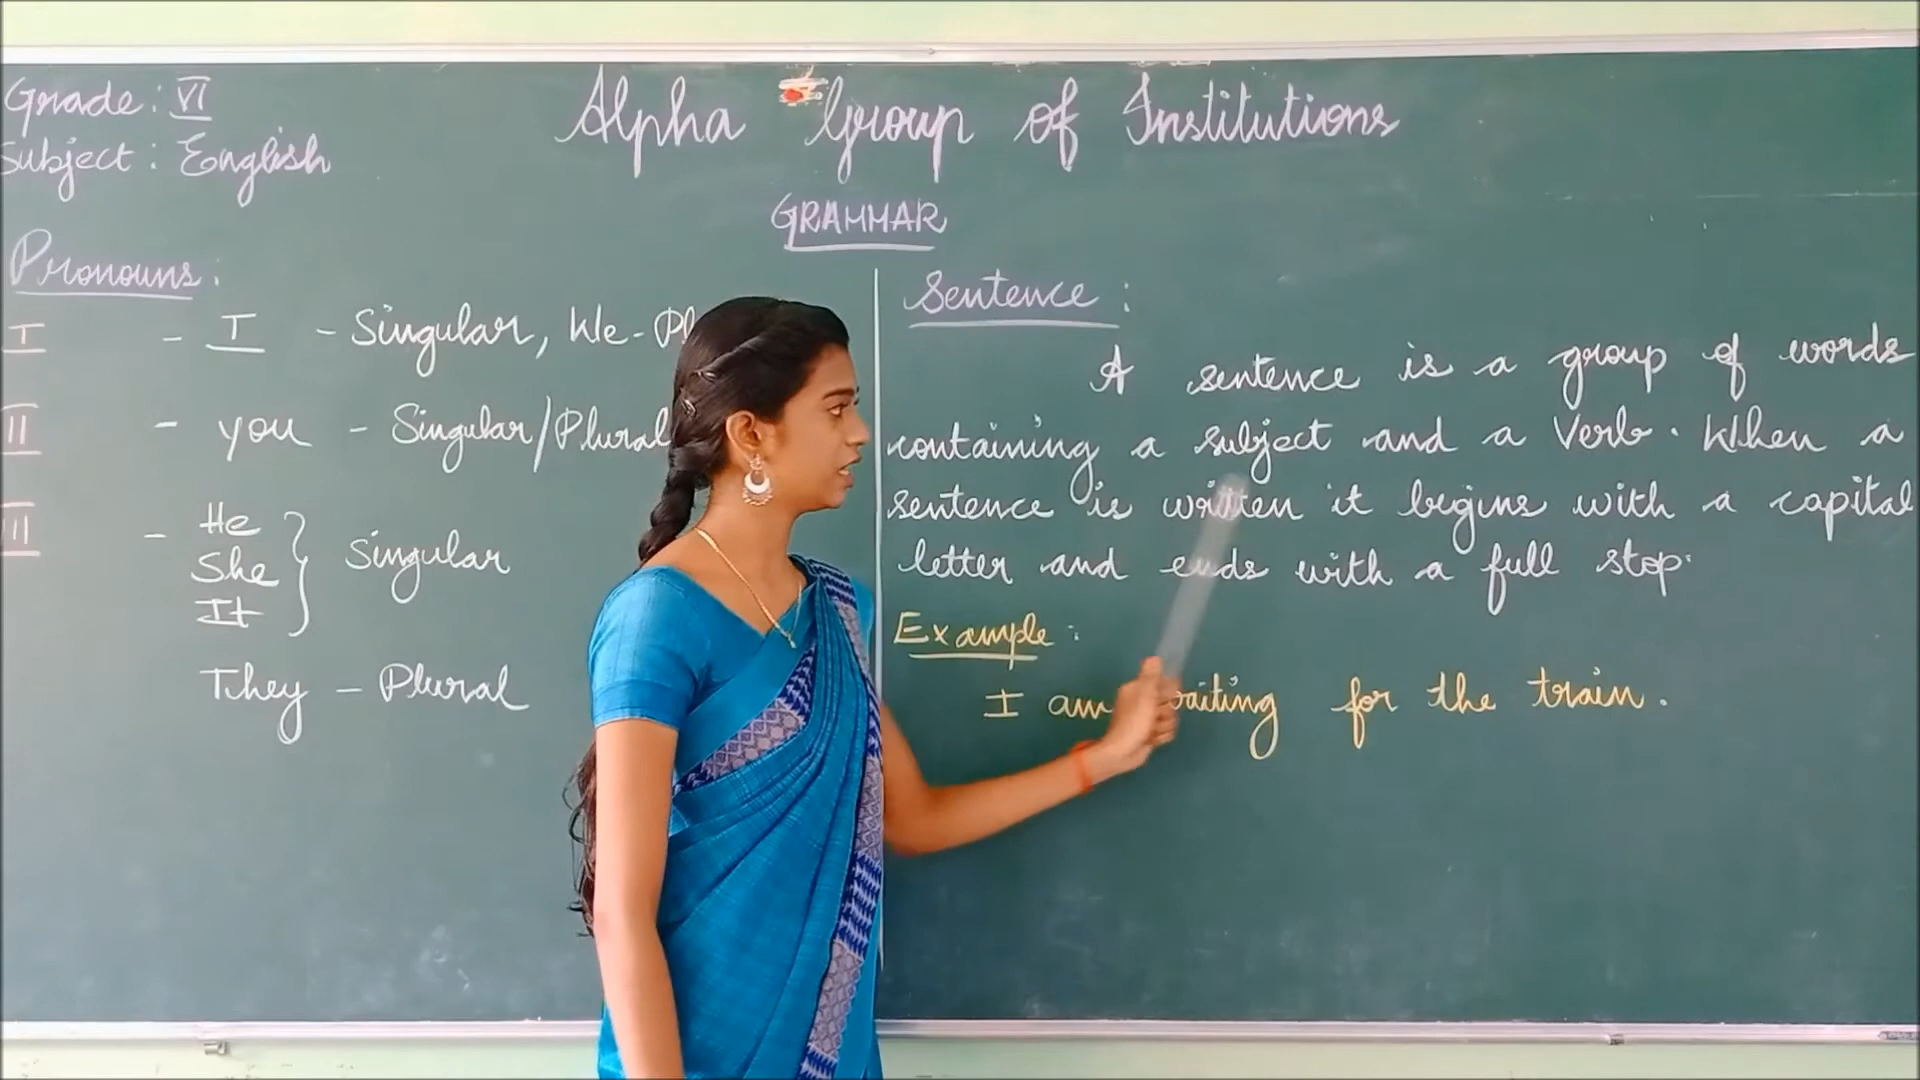 Grade: VI
Subject: English
Alpha Group of Institutions
GRAMMAR
Pronouns:
I - I - Singular, We - Pl
II - you - Singular/Plural
III - He
She
It
} Singular
They - Plural
Sentence:
A sentence is a group of words
containing a subject and a Verb. When a
sentence is written it begins with a capital
letter and ends with a full stop.
Example:
I am waiting for the train.